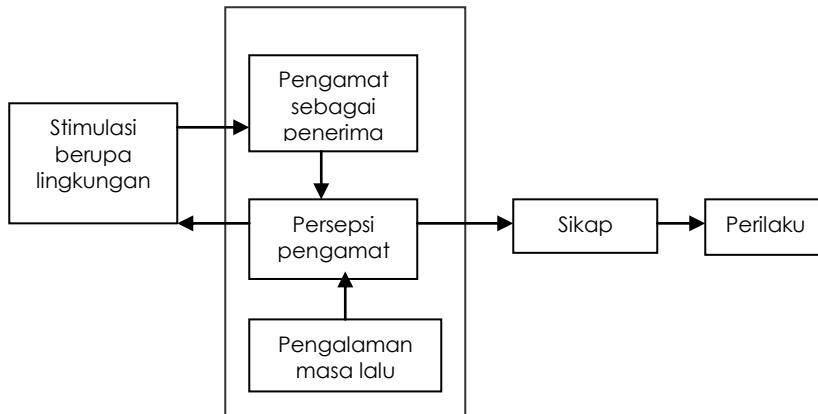 Stimulasi
berupa
lingkungan
Pengamat
sebagai
penerima
Persepsi
pengamat
Pengalaman
masa lalu
Sikap
Perilaku